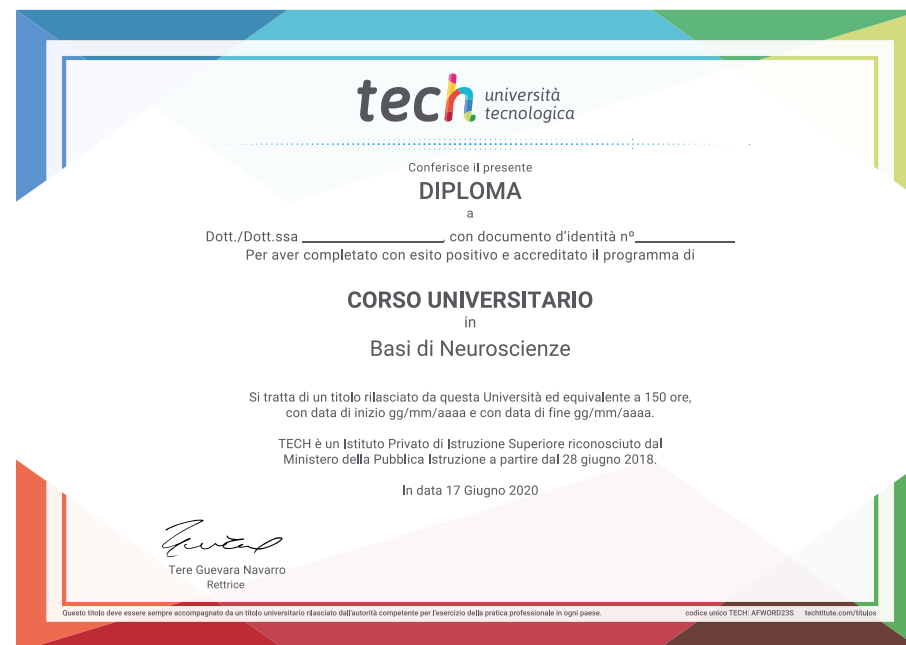 tech università
tecnologica
Conferisce il presente
DIPLOMA
a
Dott./Dott.ssa ____________________, con documento d'identità nº______________
Per aver completato con esito positivo e accreditato il programma di
CORSO UNIVERSITARIO
in
Basi di Neuroscienze
Si tratta di un titolo rilasciato da questa Università ed equivalente a 150 ore,
con data di inizio gg/mm/aaaa e con data di fine gg/mm/aaaa.
TECH è un Istituto Privato di Istruzione Superiore riconosciuto dal
Ministero della Pubblica Istruzione a partire dal 28 giugno 2018.
In data 17 Giugno 2020
Tere Guevara Navarro
Rettrice
Questo titolo deve essere sempre accompagnato da un titolo universitario rilasciato dall'autorità competente per l'esercizio della pratica professionale in ogni paese. codice unico TECH: AFWORD23S techtitute.com/titulos